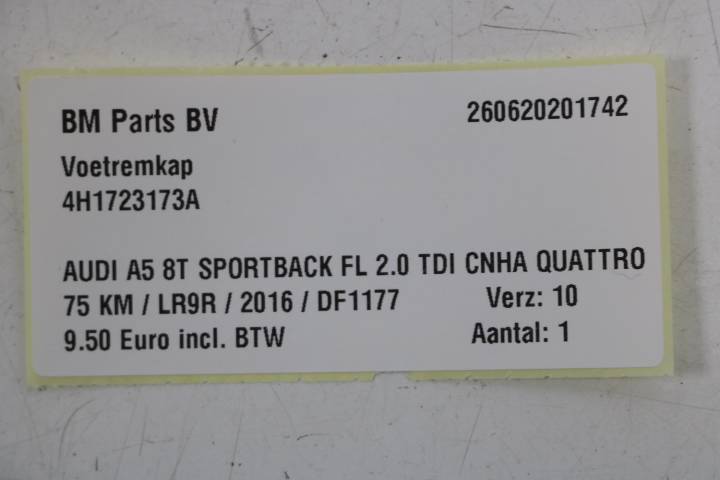 BM Parts BV 260620201742
Voetremkap
4H1723173A
AUDI A5 8T SPORTBACK FL 2.0 TDI CNHA QUATTRO
75 KM / LR9R / 2016 / DF1177 Verz: 10
9.50 Euro incl. BTW Aantal: 1